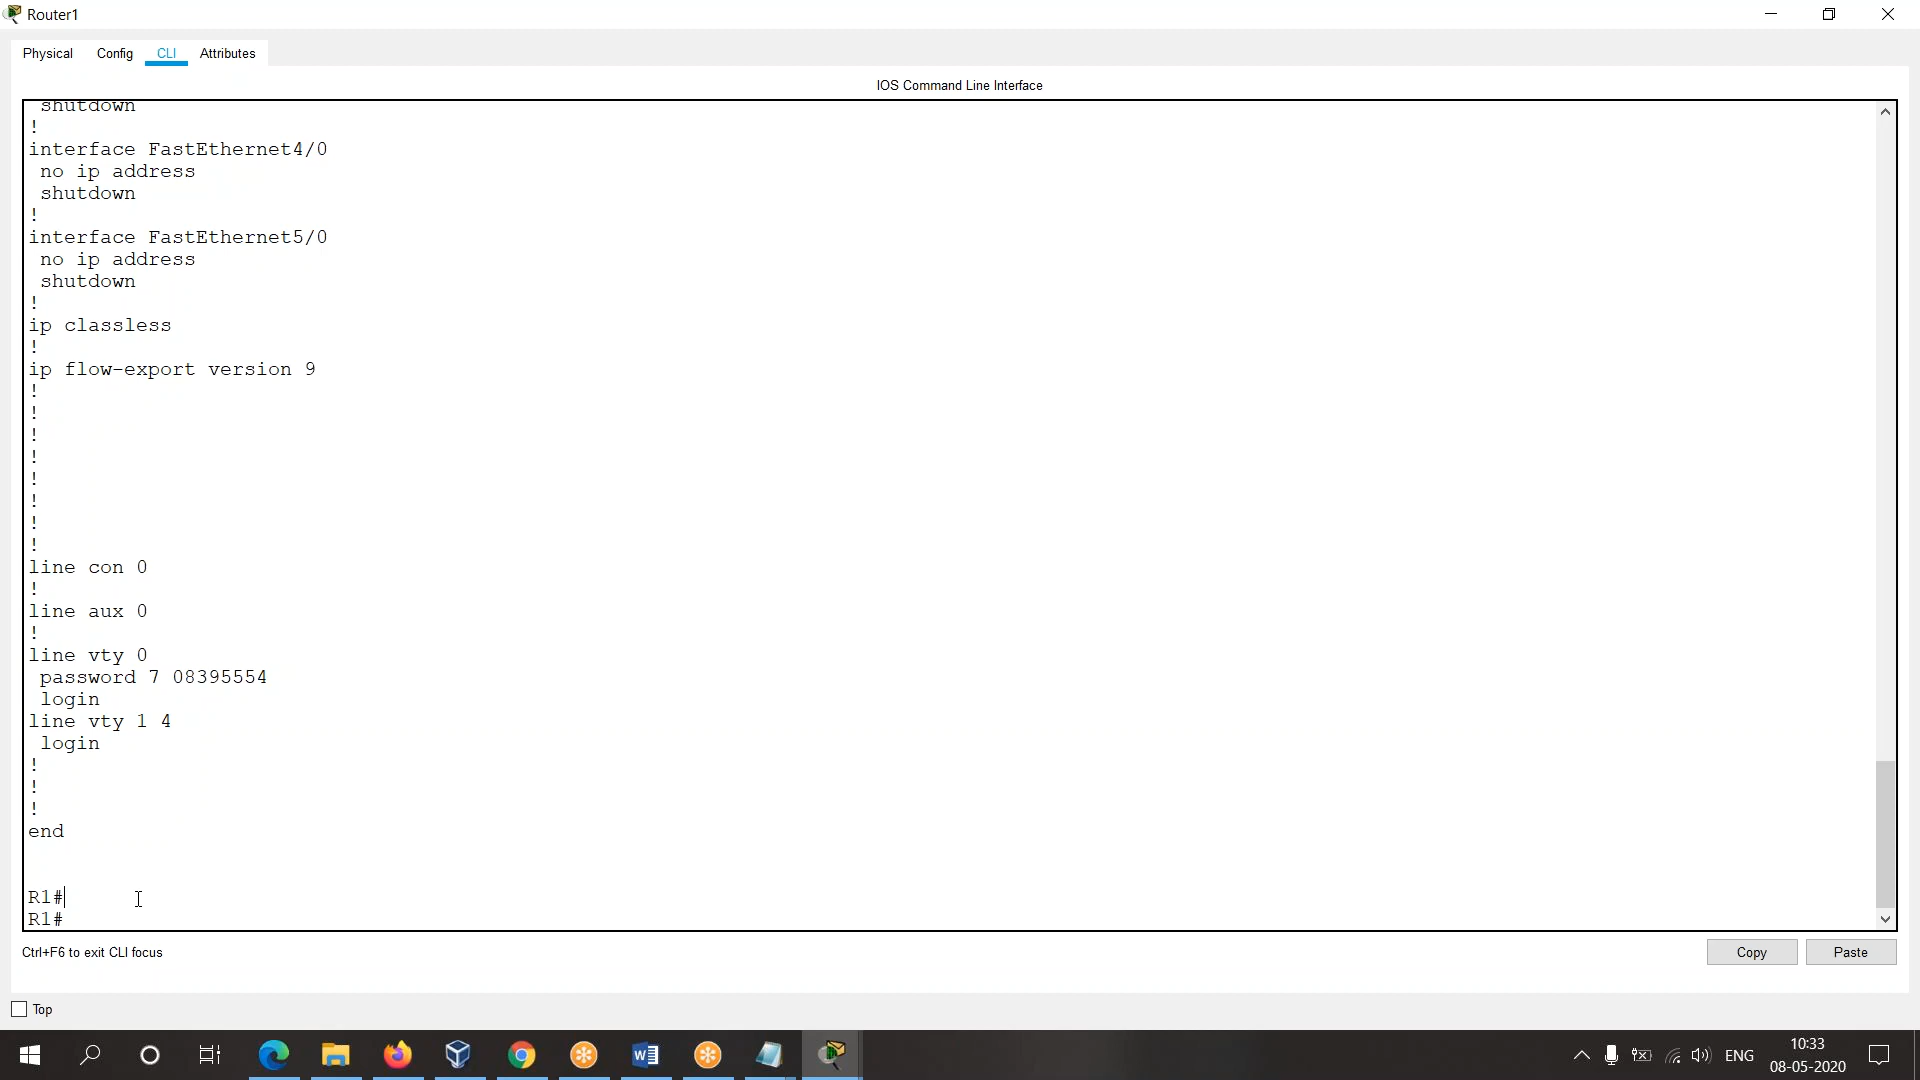 Router1
Physical Config CLI Attributes
IOS Command Line Interface
shutdown
!
interface FastEthernet4/0
no ip address
shutdown
!
interface FastEthernet5/0
no ip address
shutdown
!
ip classless
!
ip flow-export version 9
!
!
!
!
!
!
!
!
line con 0
!
line aux 0
!
line vty 0
password 7 08395554
login
line vty 1 4
login
!
!
!
end
R1#
R1#
Ctrl+F6 to exit CLI focus
Copy Paste
Top
ENG
10:33
08-05-2020